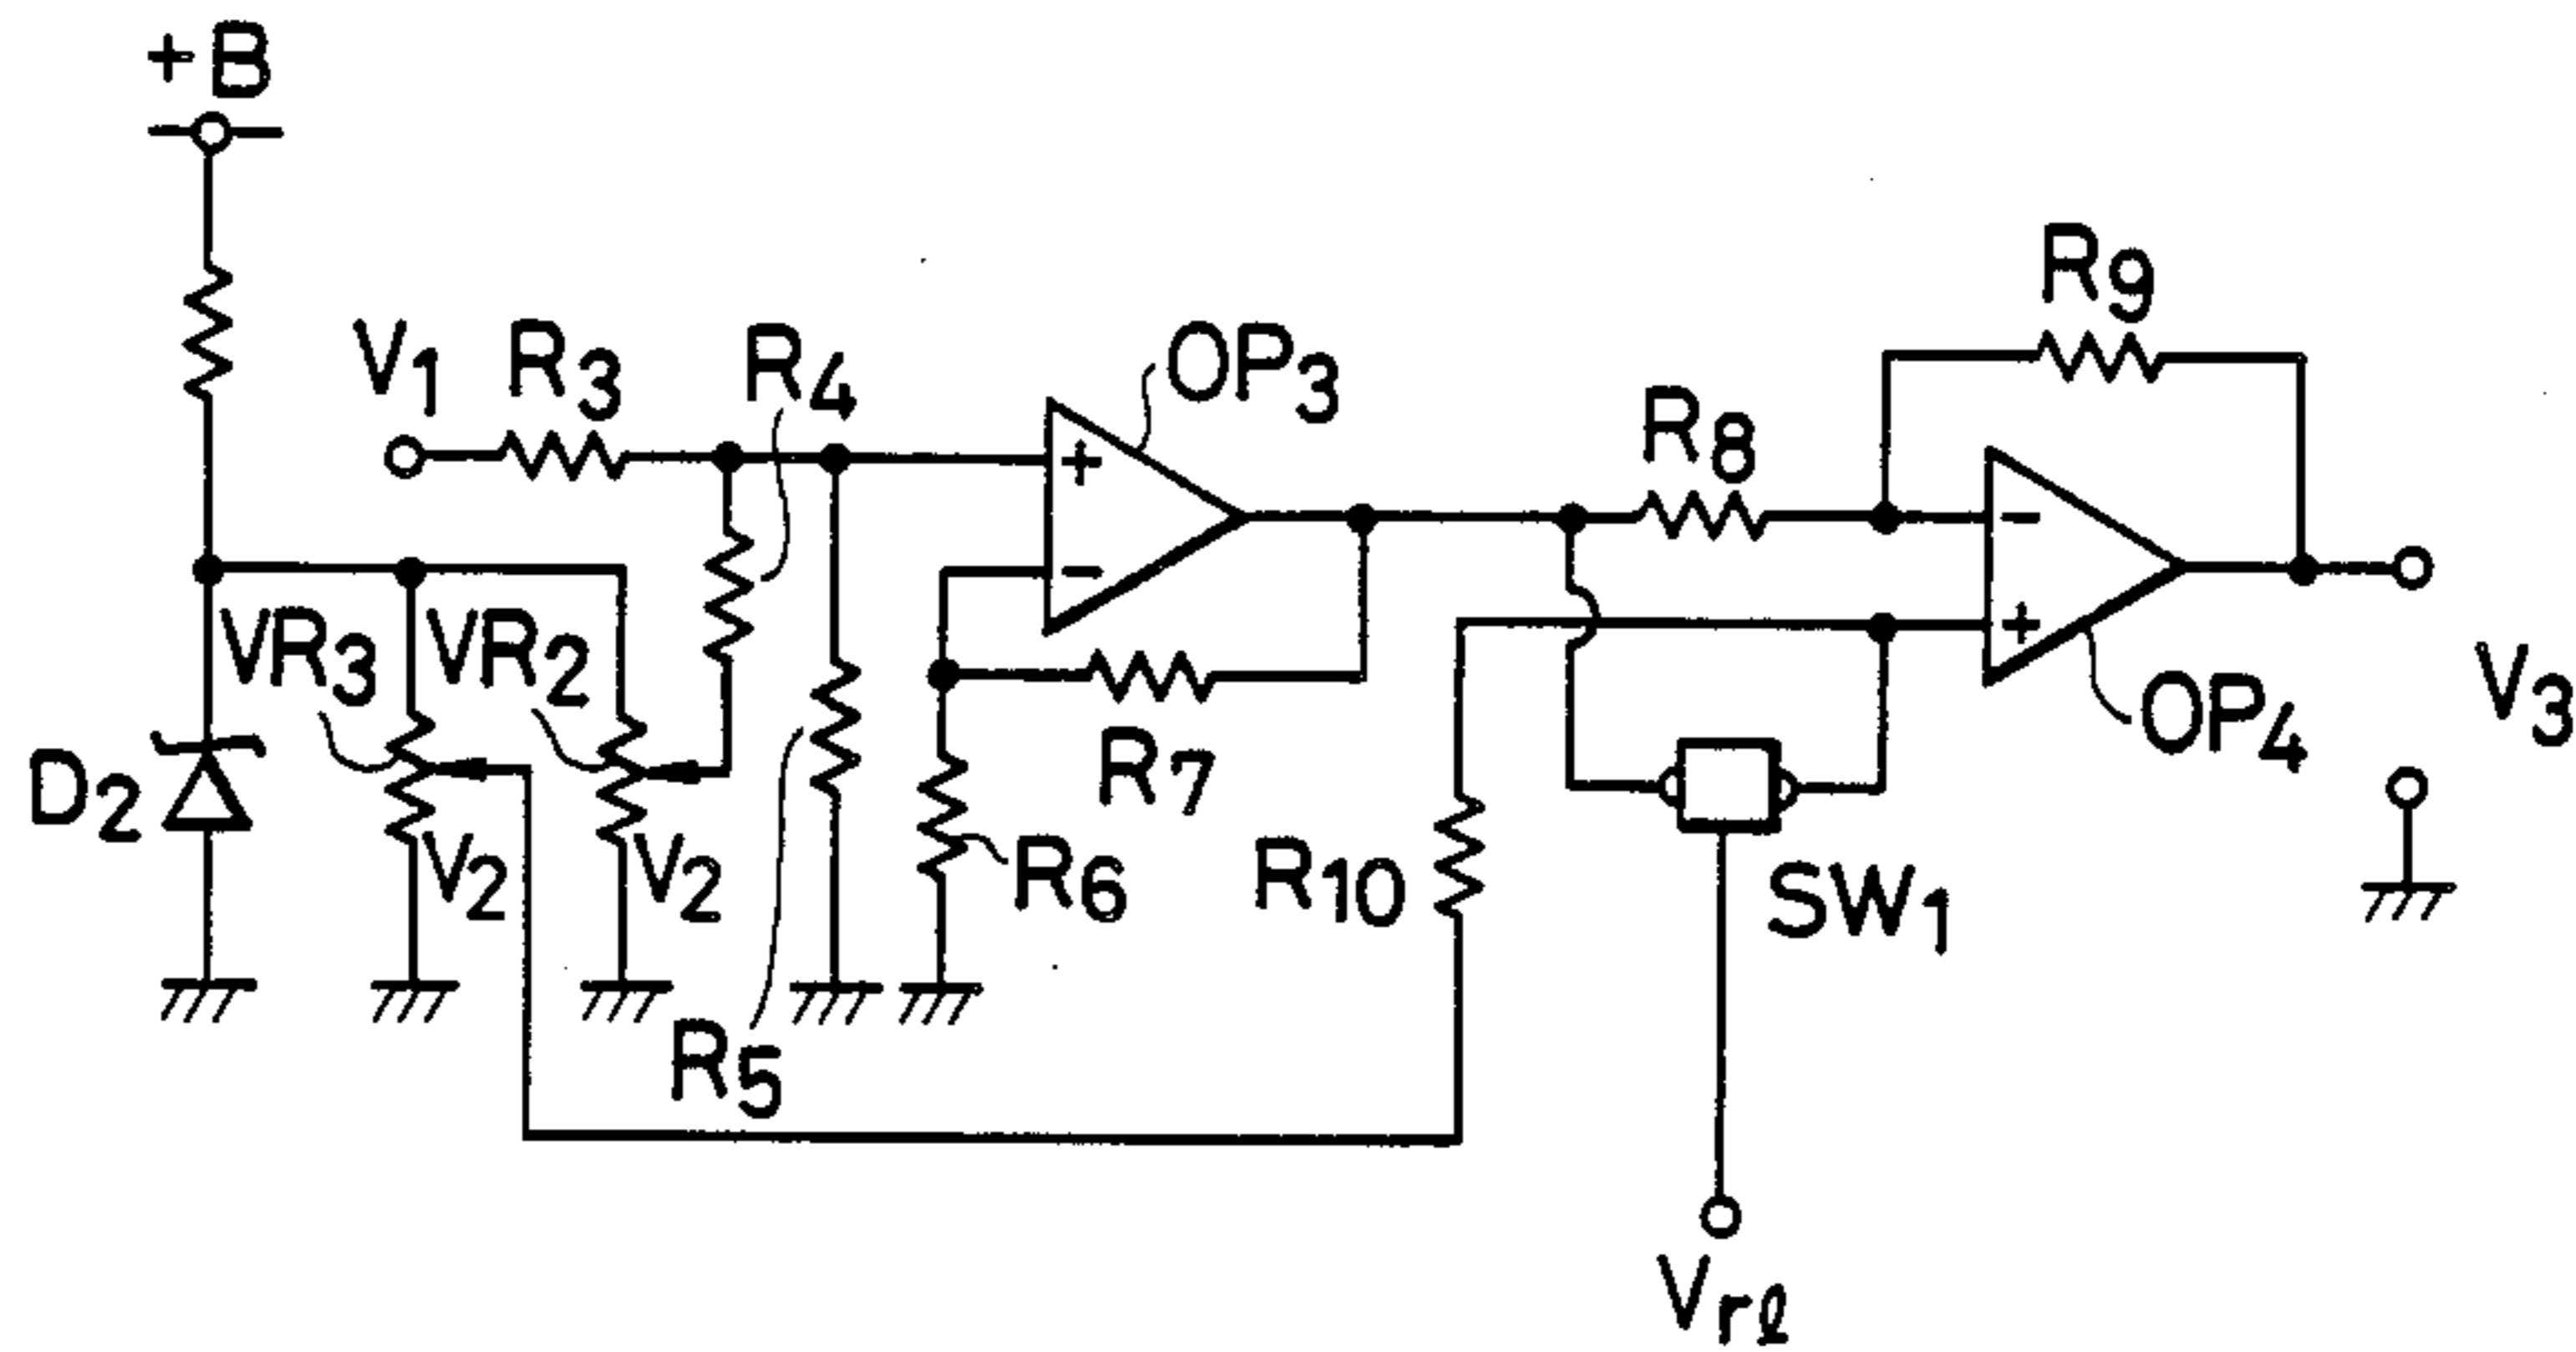 +B
R9
V1 R3 R4 OP3
R8
+
−
−
+
VR3 VR2
V3
OP4
D2
R7
V2 V2
R6 R10
SW1
R5
Vrℓ